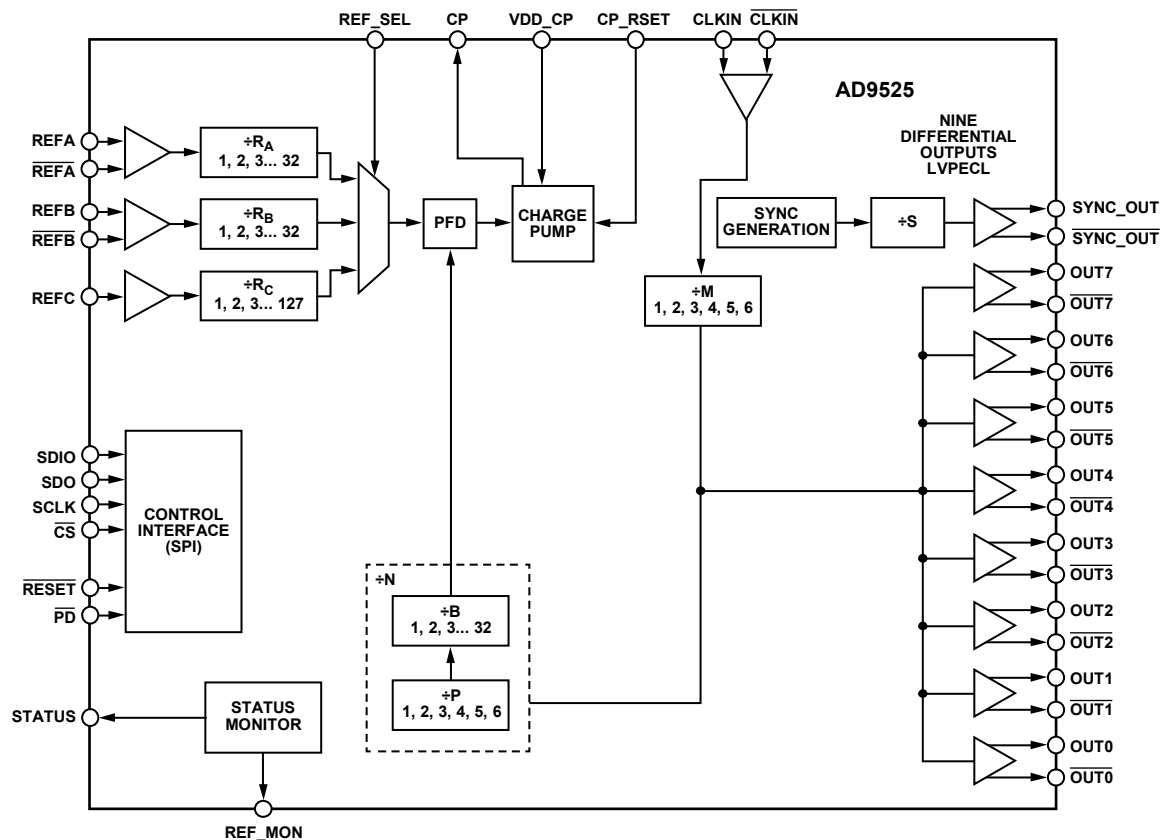 REF_SEL
CP
VDD_CP
CP_RSET
CLKIN
CLKIN
AD9525
NINE
DIFFERENTIAL
OUTPUTS
LVPECL
REFA
REFA
REFB
REFB
REFC
÷RA
1, 2, 3... 32
÷RB
1, 2, 3... 32
÷RC
1, 2, 3... 127
PFD
CHARGE
PUMP
SYNC
GENERATION
÷S
÷M
1, 2, 3, 4, 5, 6
SYNC_OUT
SYNC_OUT
OUT7
OUT7
OUT6
OUT6
OUT5
OUT5
OUT4
OUT4
OUT3
OUT3
OUT2
OUT2
OUT1
OUT1
OUT0
OUT0
SDIO
SDO
SCLK
CS
RESET
PD
CONTROL
INTERFACE
(SPI)
÷N
÷B
1, 2, 3... 32
÷P
1, 2, 3, 4, 5, 6
STATUS
STATUS
MONITOR
REF_MON